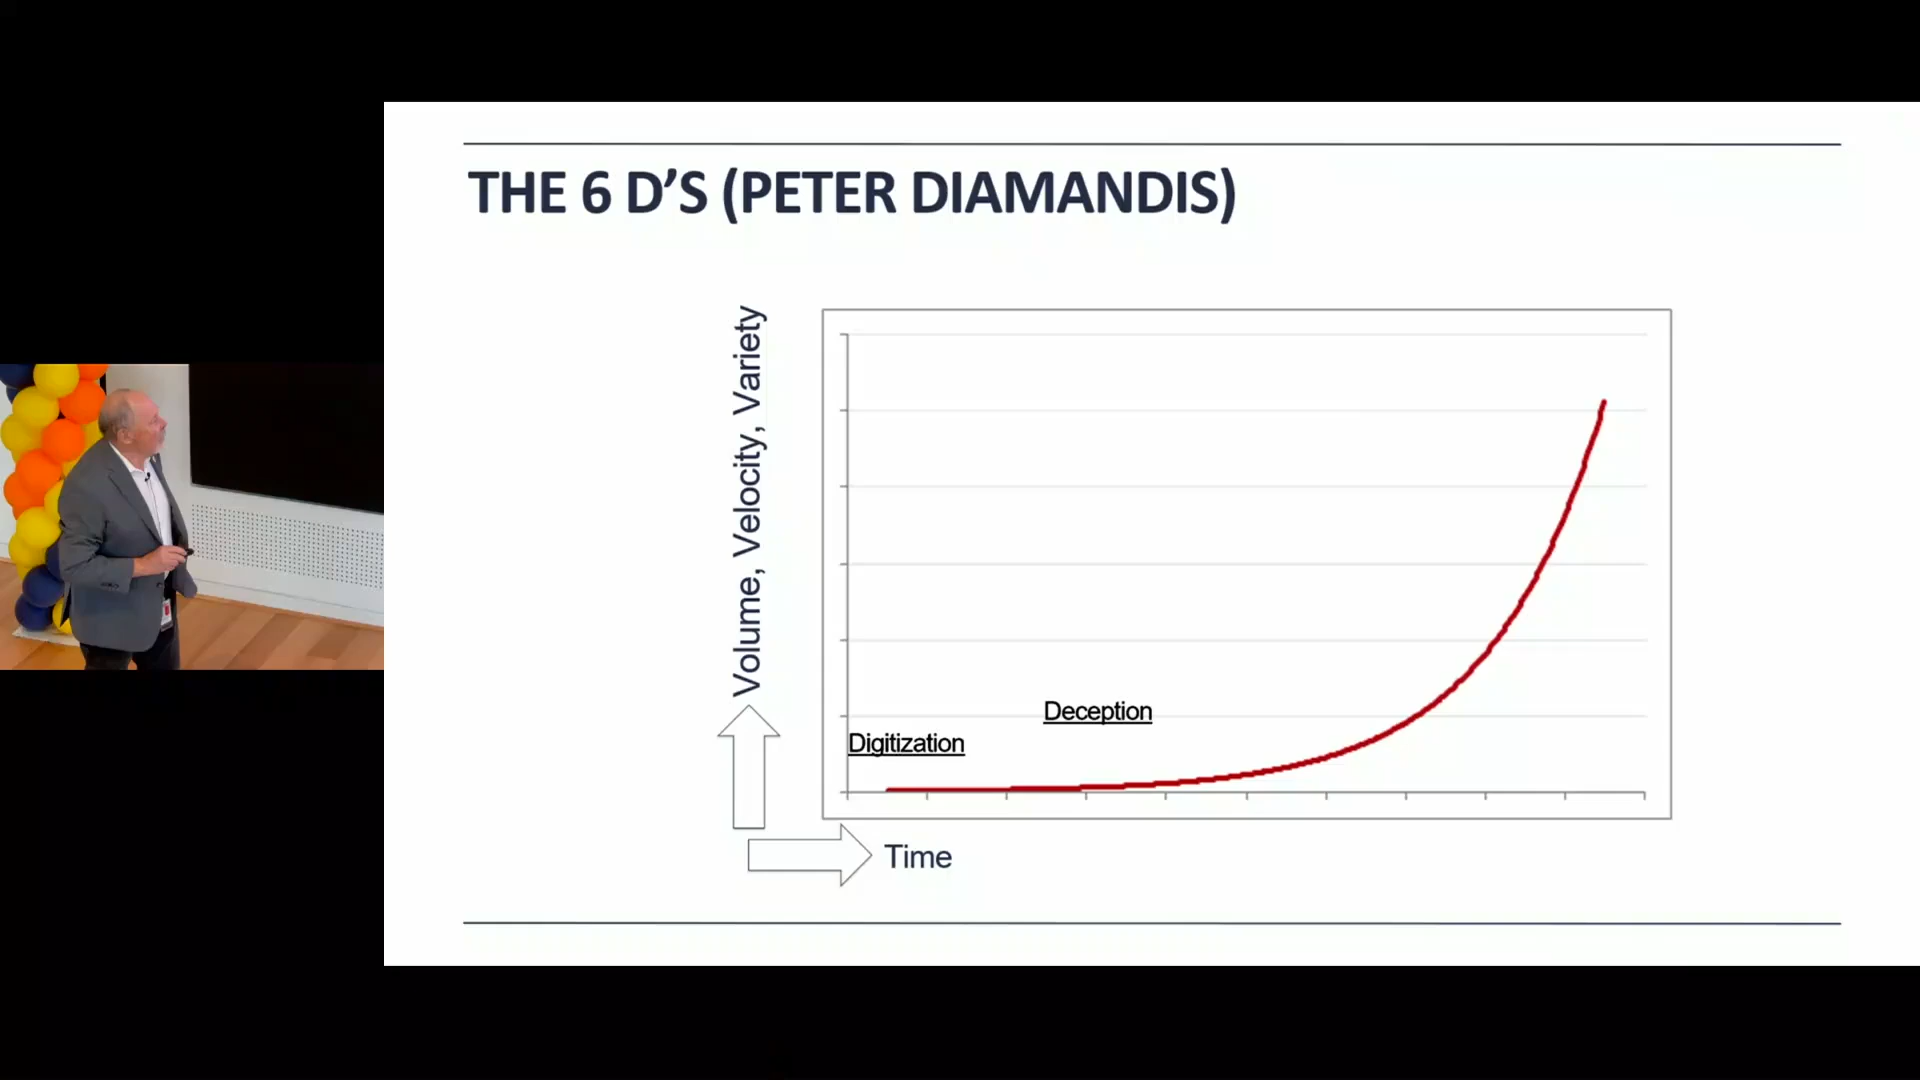 THE 6 D’S (PETER DIAMANDIS)
Volume, Velocity, Variety
Deception
Digitization
Time